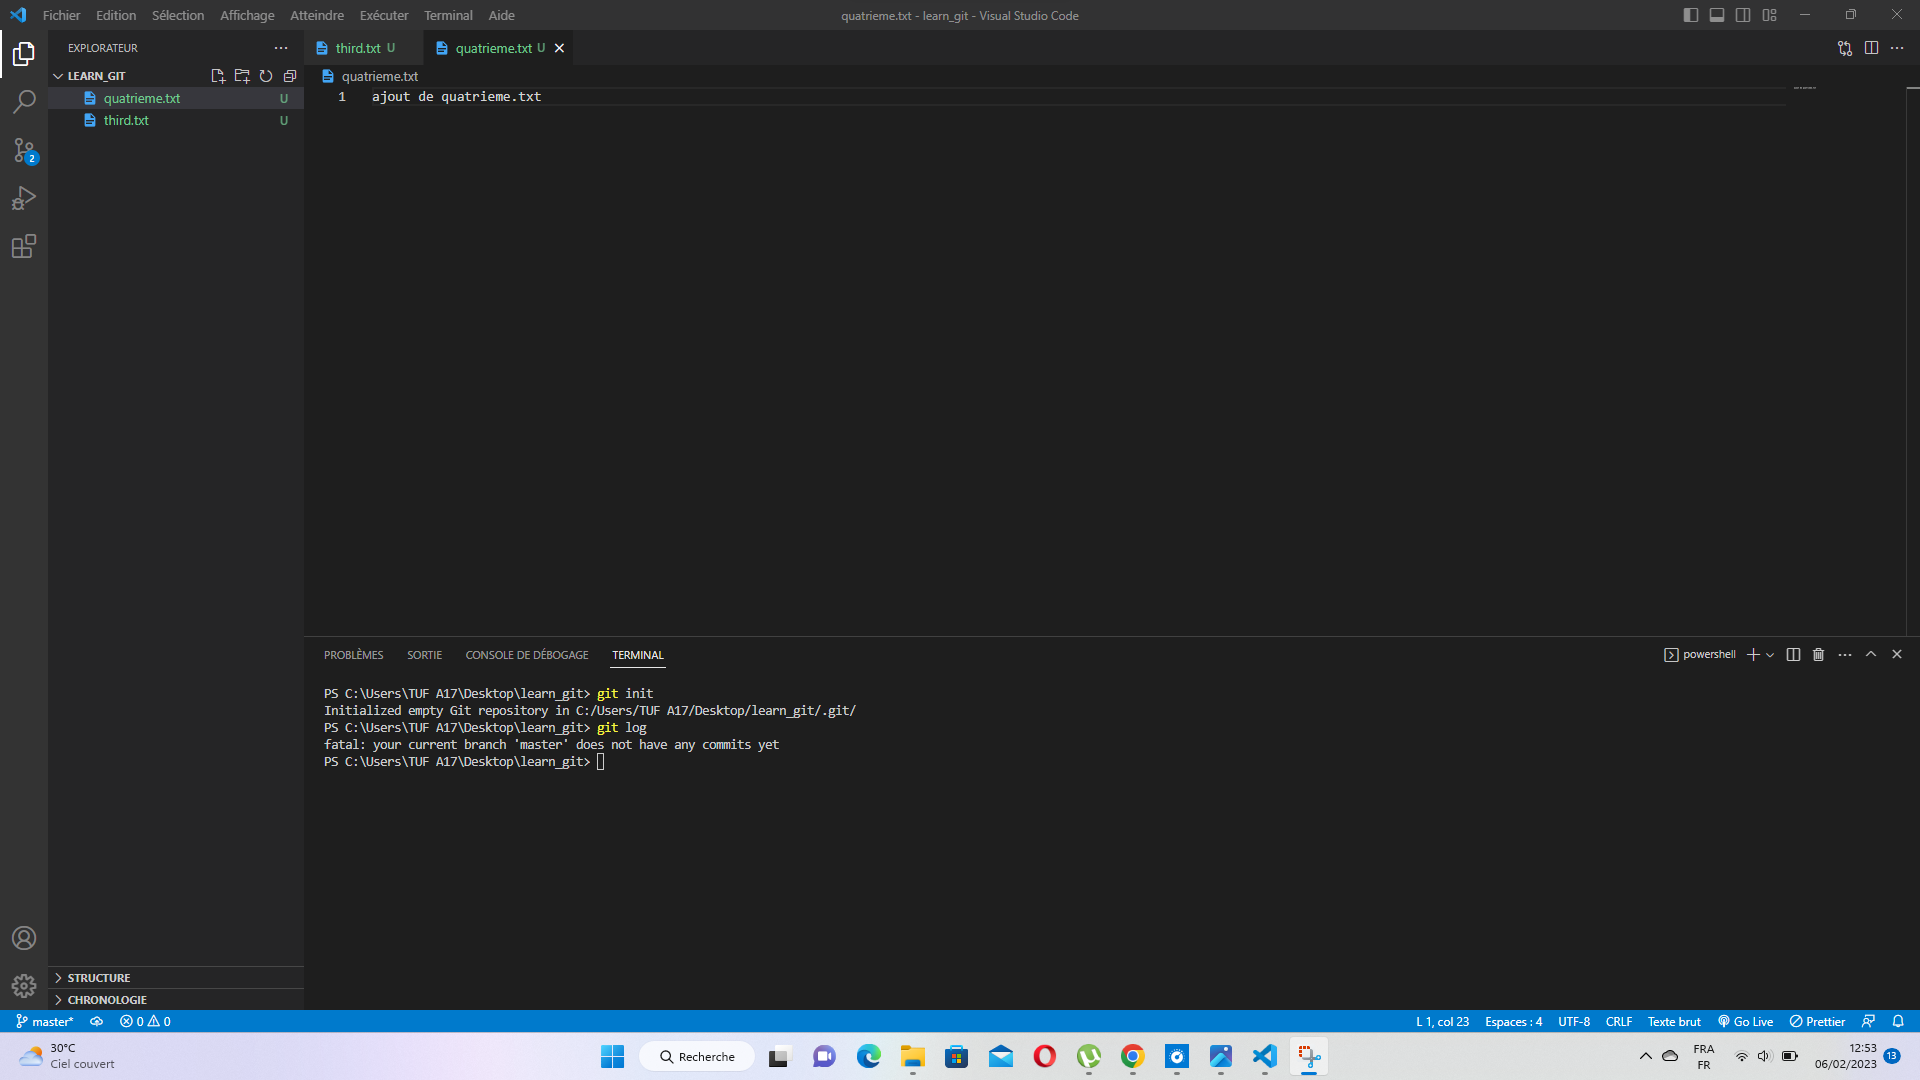 Fichier Edition Sélection Affichage Atteindre Exécuter Terminal Aide
quatrieme.txt - learn_git - Visual Studio Code
EXPLORATEUR
third.txt U
quatrieme.txt U
LEARN_GIT
quatrieme.txt
quatrieme.txt U
third.txt U
1 ajout de quatrieme.txt
2
PROBLÈMES SORTIE CONSOLE DE DÉBOGAGE TERMINAL
powershell
PS C:\Users\TUF A17\Desktop\learn_git> git init
Initialized empty Git repository in C:/Users/TUF A17/Desktop/learn_git/.git/
PS C:\Users\TUF A17\Desktop\learn_git> git log
fatal: your current branch 'master' does not have any commits yet
PS C:\Users\TUF A17\Desktop\learn_git>
STRUCTURE
CHRONOLOGIE
master* 0 0
L 1, col 23 Espaces : 4 UTF-8 CRLF Texte brut Go Live Prettier
30°C
Ciel couvert
Recherche
FRA
FR
12:53
06/02/2023
13